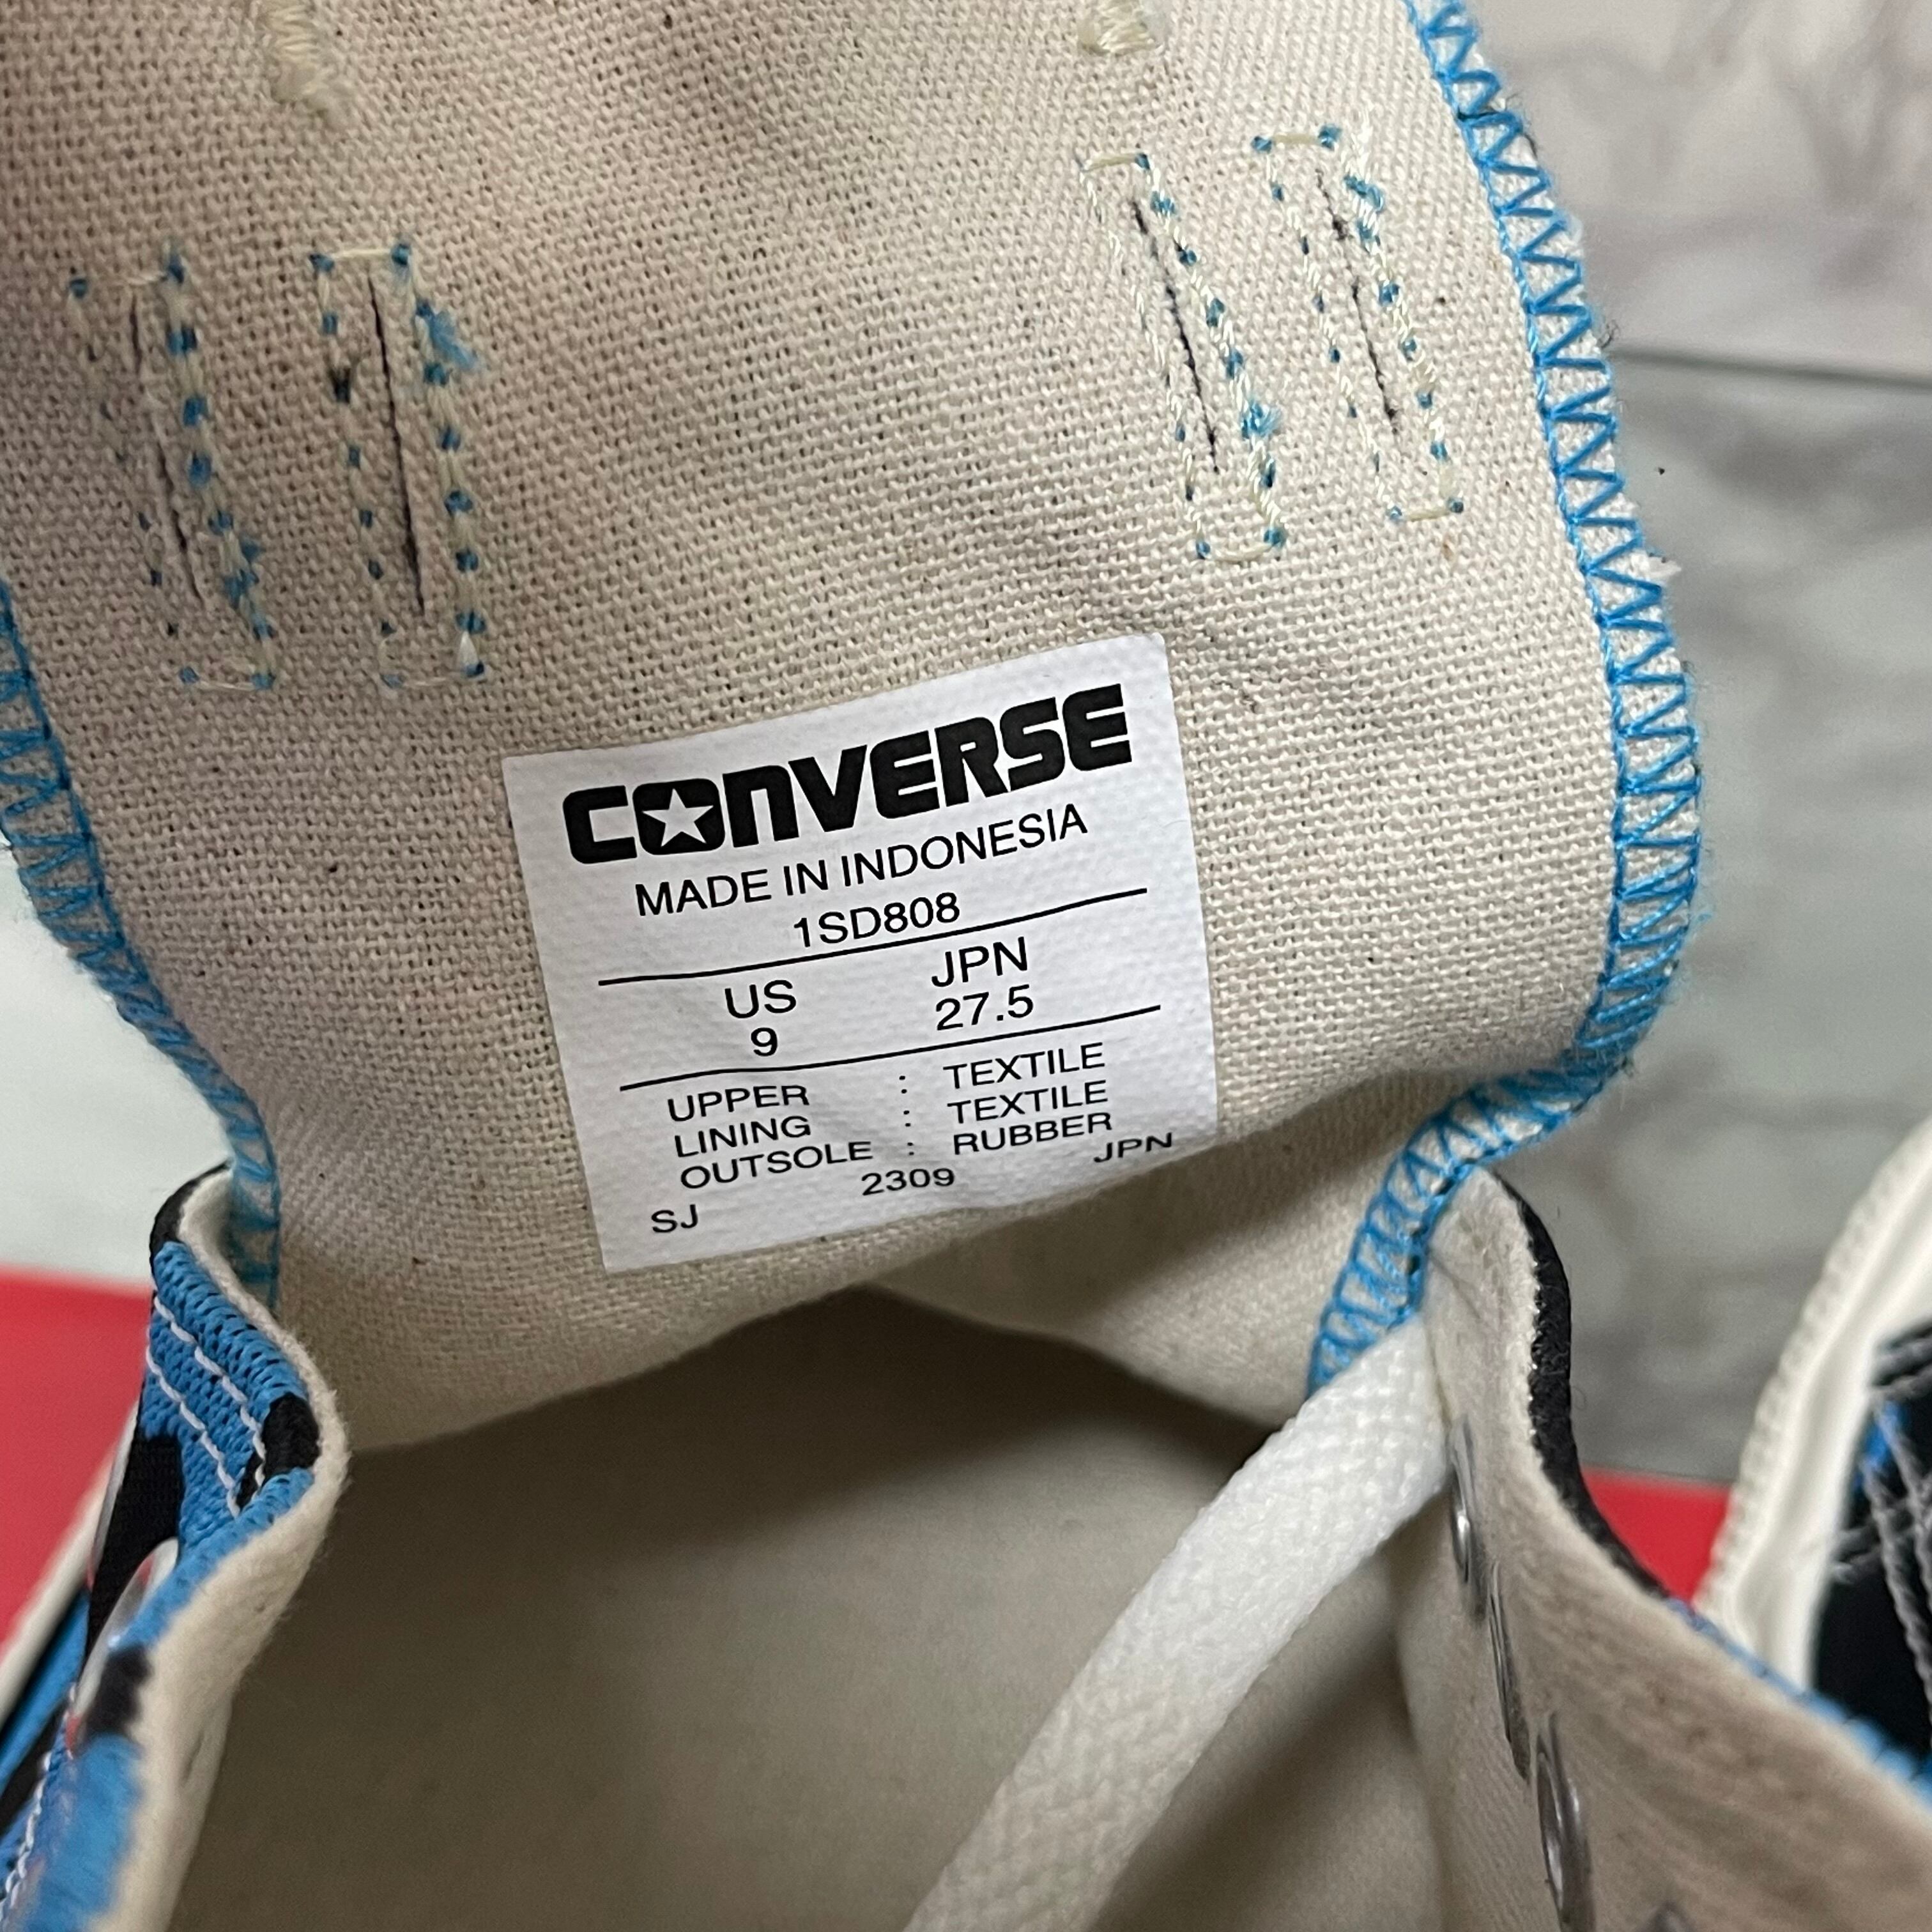 CONVERSE
MADE IN INDONESIA
1SD808
US JPN
9 27.5
UPPER : TEXTILE
LINING : TEXTILE
OUTSOLE : RUBBER
SJ 2309 JPN